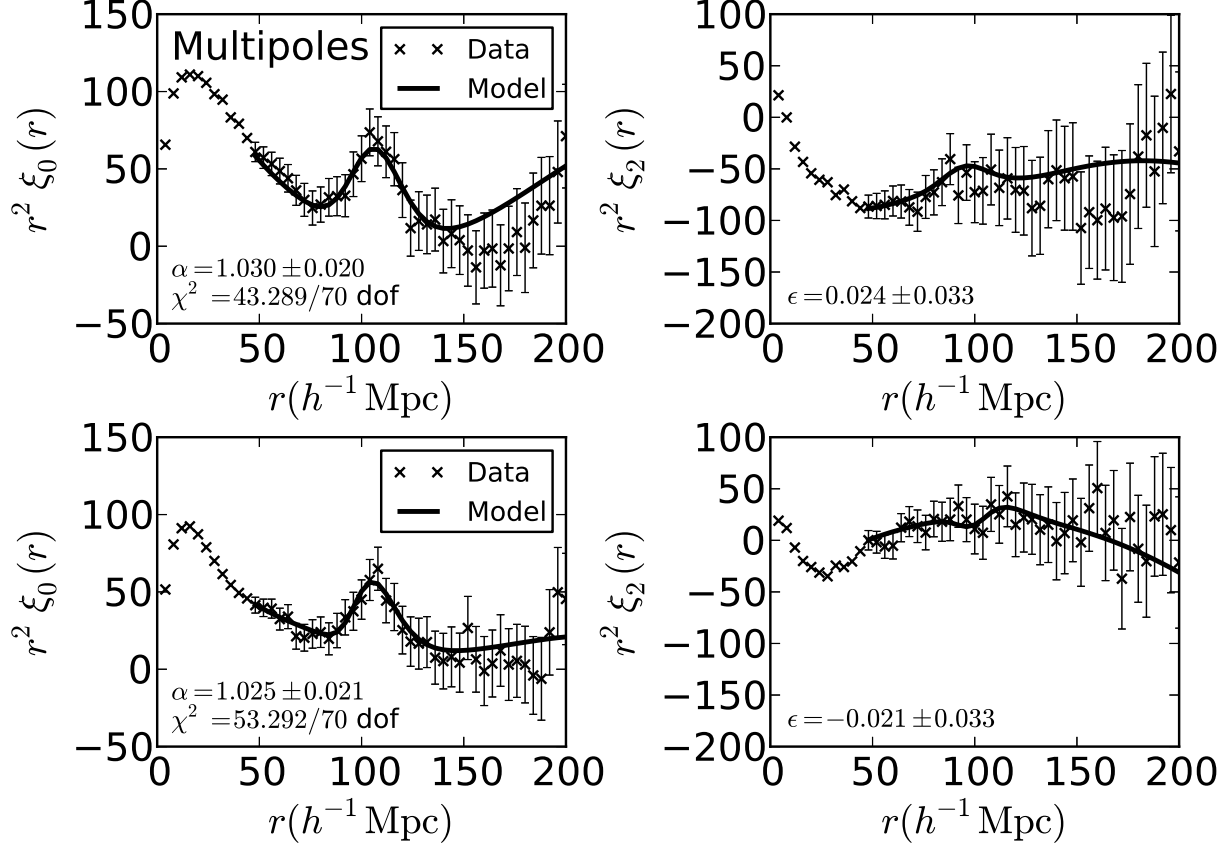 Multipoles
Data
Model
r² ξ₀(r)
150
100
50
0
−50
α=1.030±0.020
χ² =43.289/70 dof
0 50 100 150 200
r(h⁻¹ Mpc)
r² ξ₂(r)
100
50
0
−50
−100
−150
−200
ϵ=0.024±0.033
0 50 100 150 200
r(h⁻¹ Mpc)
Data
Model
r² ξ₀(r)
150
100
50
0
−50
α=1.025±0.021
χ² =53.292/70 dof
0 50 100 150 200
r(h⁻¹ Mpc)
r² ξ₂(r)
100
50
0
−50
−100
−150
−200
ϵ=−0.021±0.033
0 50 100 150 200
r(h⁻¹ Mpc)